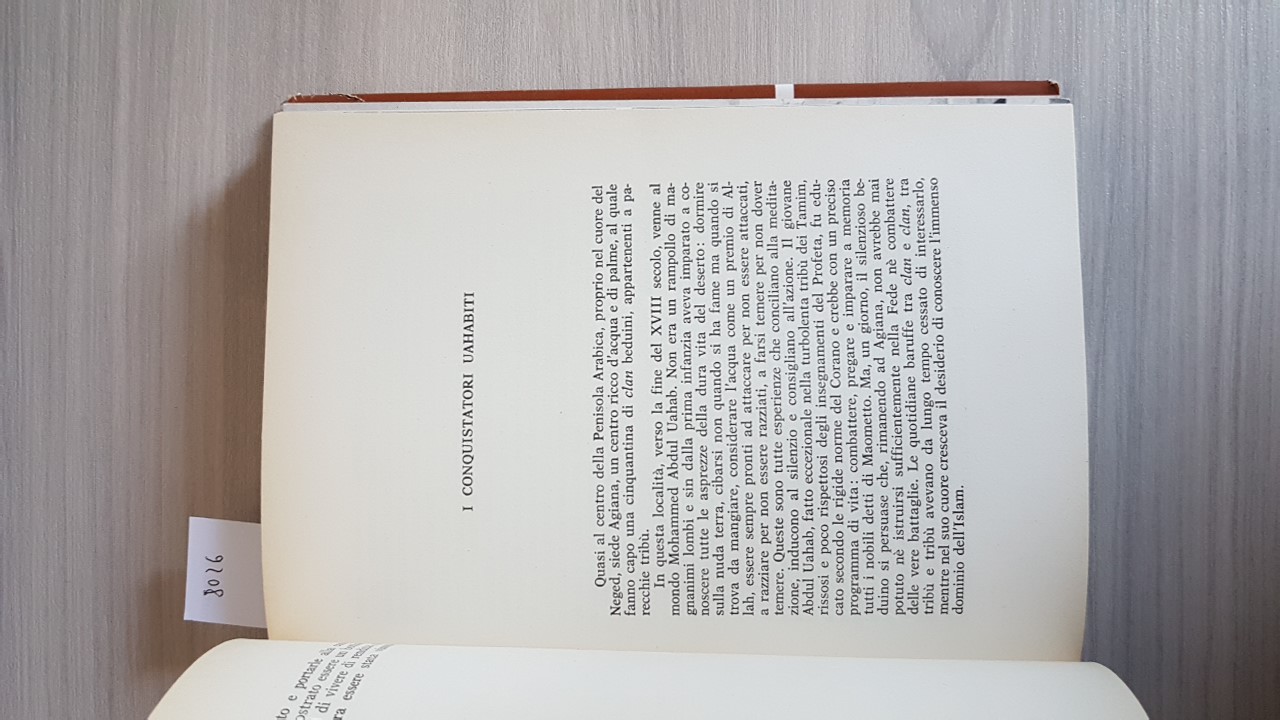 I CONQUISTATORI UAHABITI
Quasi al centro della Penisola Arabica, proprio nel cuore del
Neged, siede Agiana, un centro ricco d'acqua e di palme, al quale
fanno capo una cinquantina di clan beduini, appartenenti a pa-
recchie tribù.
In questa località, verso la fine del XVIII secolo, venne al
mondo Mohammed Abdul Uahab. Non era un rampollo di ma-
gnanimi lombi e sin dalla prima infanzia aveva imparato a co-
noscere tutte le asprezze della dura vita del deserto: dormire
sulla nuda terra, cibarsi non quando si ha fame ma quando si
trova da mangiare, considerare l'acqua come un premio di Al-
lah, essere sempre pronti ad attaccare per non essere attaccati,
a razziare per non essere razziati, a farsi temere per non dover
temere. Queste sono tutte esperienze che conciliano alla medita-
zione, inducono al silenzio e consigliano all'azione. Il giovane
Abdul Uahab, fatto eccezionale nella turbolenta tribù dei Tamim,
rissosi e poco rispettosi degli insegnamenti del Profeta, fu edu-
cato secondo le rigide norme del Corano e crebbe con un preciso
programma di vita: combattere, pregare e imparare a memoria
tutti i nobili detti di Maometto. Ma, un giorno, il silenzioso be-
duino si persuase che, rimanendo ad Agiana, non avrebbe mai
potuto nè istruirsi sufficientemente nella Fede nè combattere
delle vere battaglie. Le quotidiane baruffe tra clan e clan, tra
tribù e tribù avevano da lungo tempo cessato di interessarlo,
mentre nel suo cuore cresceva il desiderio di conoscere l'immenso
dominio dell'Islam.
8026
e portarle
ostrato essere un
di vivere di
essere stata